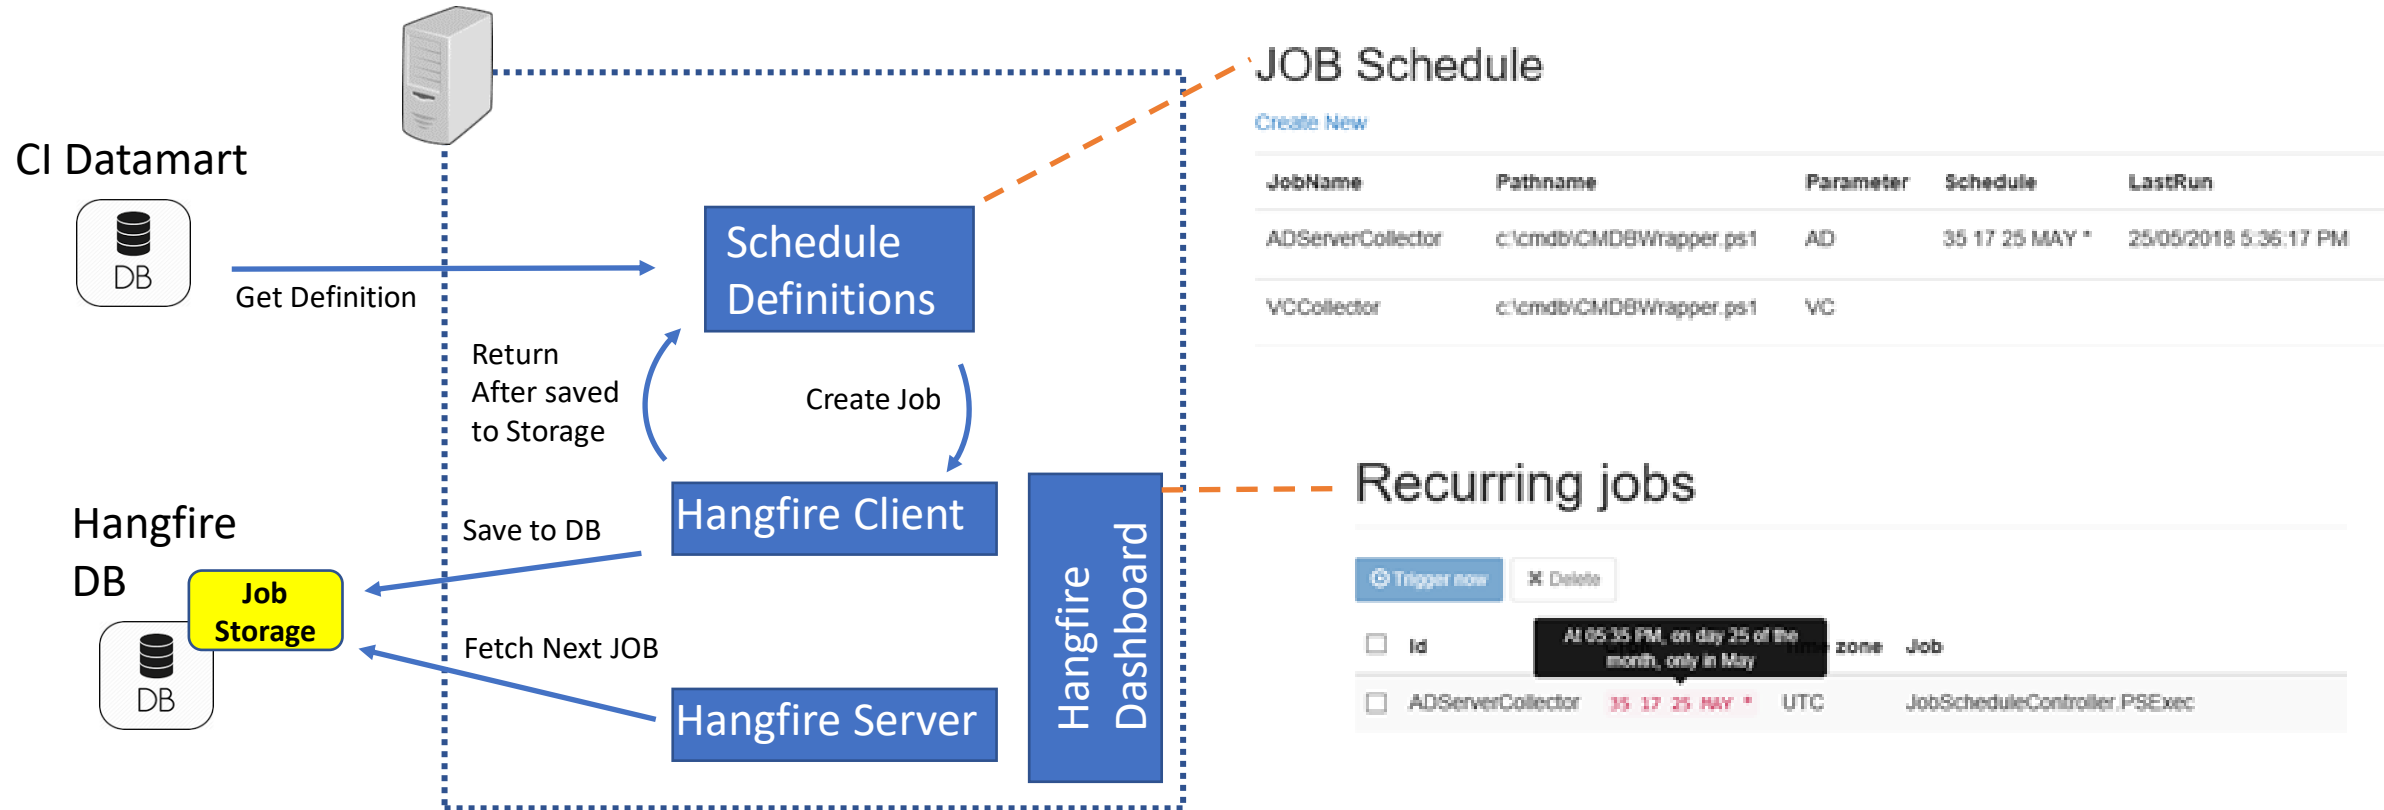 CI Datamart
DB
Get Definition
Schedule
Definitions
Return
After saved
to Storage
Create Job
Hangfire
DB
Job
Storage
DB
Save to DB
Hangfire Client
Fetch Next JOB
Hangfire Server
Hangfire
Dashboard
JOB Schedule
Create New
JobName Pathname Parameter Schedule LastRun
ADServerCollector c:\cmdb\CMDBWrapper.ps1 AD 35 17 25 MAY * 25/05/2018 5:36:17 PM
VCCollector c:\cmdb\CMDBWrapper.ps1 VC
Recurring jobs
Trigger now Delete
At 05:35 PM, on day 25 of the
month, only in May
Id zone Job
ADServerCollector 35 17 25 MAY * UTC JobScheduleController.PSExec